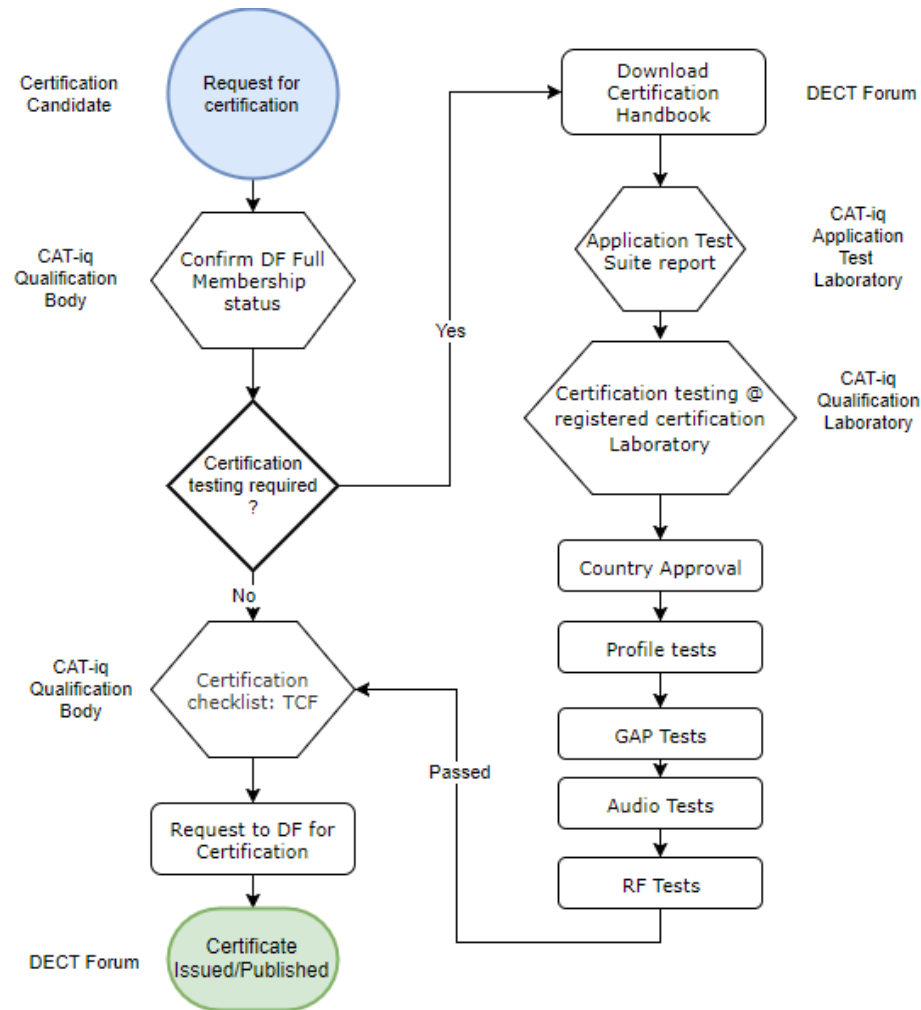 Certification
Candidate
Request for
certification
Download
Certification
Handbook
DECT Forum
CAT-iq
Qualification
Body
Confirm DF Full
Membership
status
Application Test
Suite report
CAT-iq
Application
Test
Laboratory
Yes
Certification testing @
registered certification
Laboratory
CAT-iq
Qualification
Laboratory
Certification
testing required
?
No
Country Approval
Profile tests
GAP Tests
Audio Tests
RF Tests
Passed
CAT-iq
Qualification
Body
Certification
checklist: TCF
Request to DF for
Certification
DECT Forum
Certificate
Issued/Published